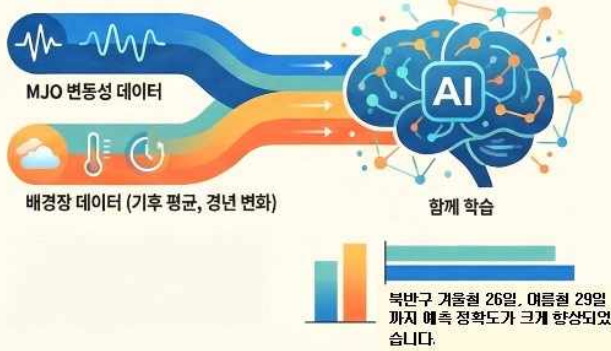 MJO 변동성 데이터
AI
배경장 데이터 (기후 평균, 경년 변화)
함께 학습
북반구 겨울철 26일, 여름철 29일
까지 예측 정확도가 크게 향상되었
습니다.